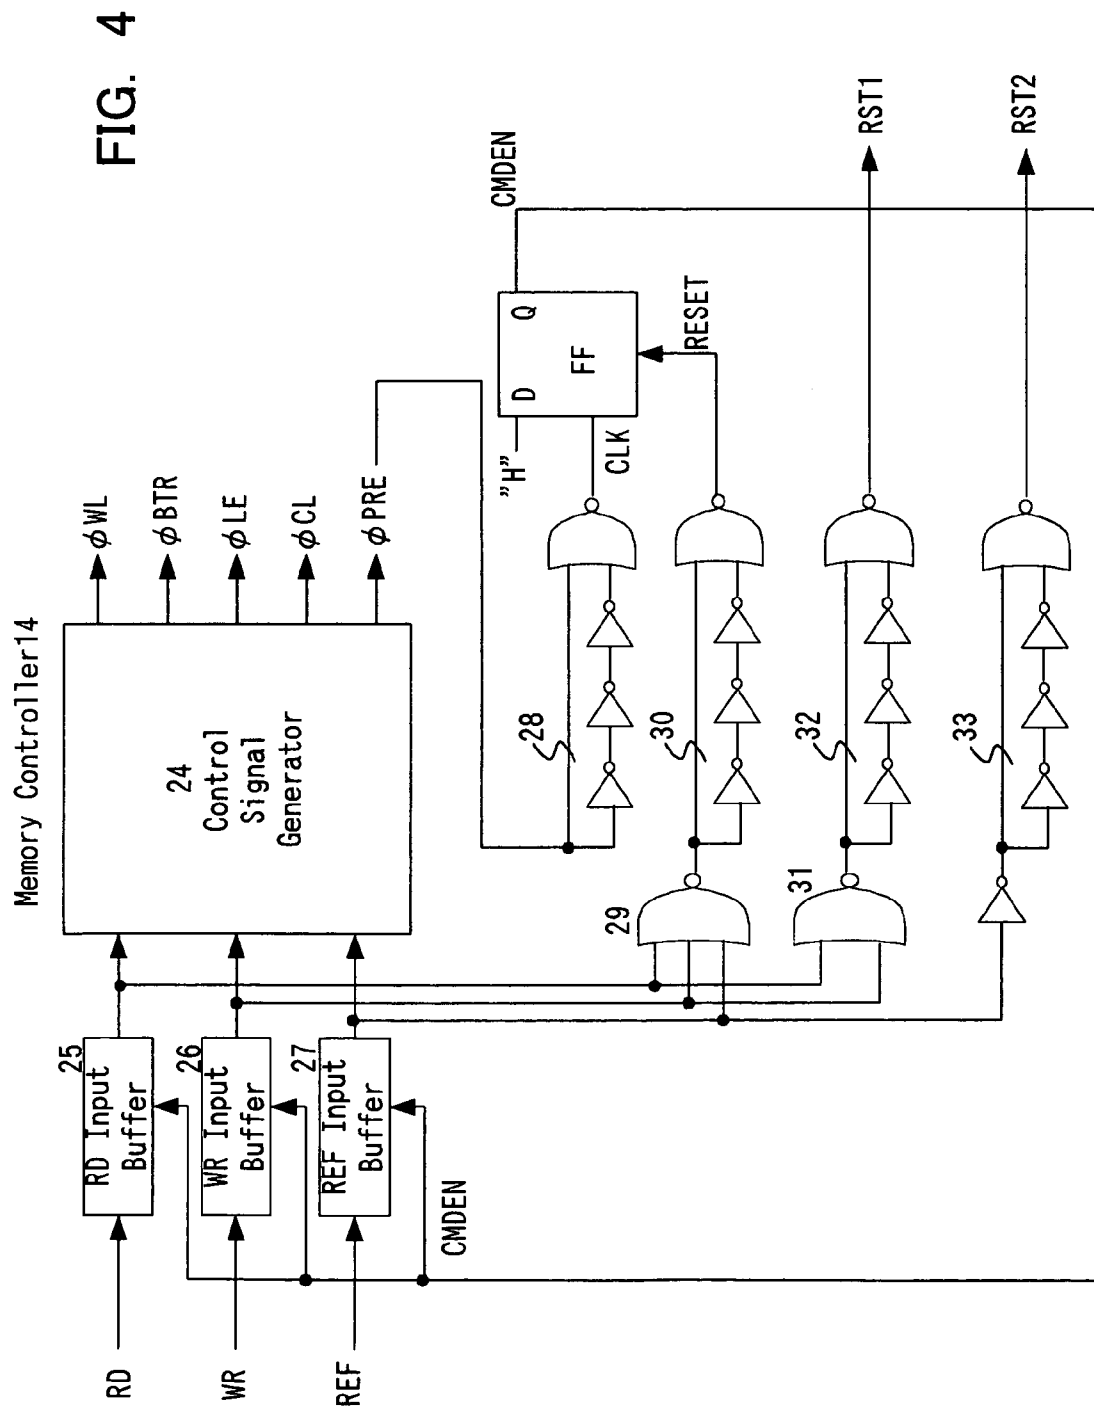 FIG. 4
Memory Controller14
24
Control
Signal
Generator
φWL
φBTR
φLE
φCL
φPRE
RD
25
RD Input
Buffer
WR
26
WR Input
Buffer
REF
27
REF Input
Buffer
CMDEN
28
29
30
31
32
33
"H"
D
Q
FF
CLK
RESET
CMDEN
RST1
RST2